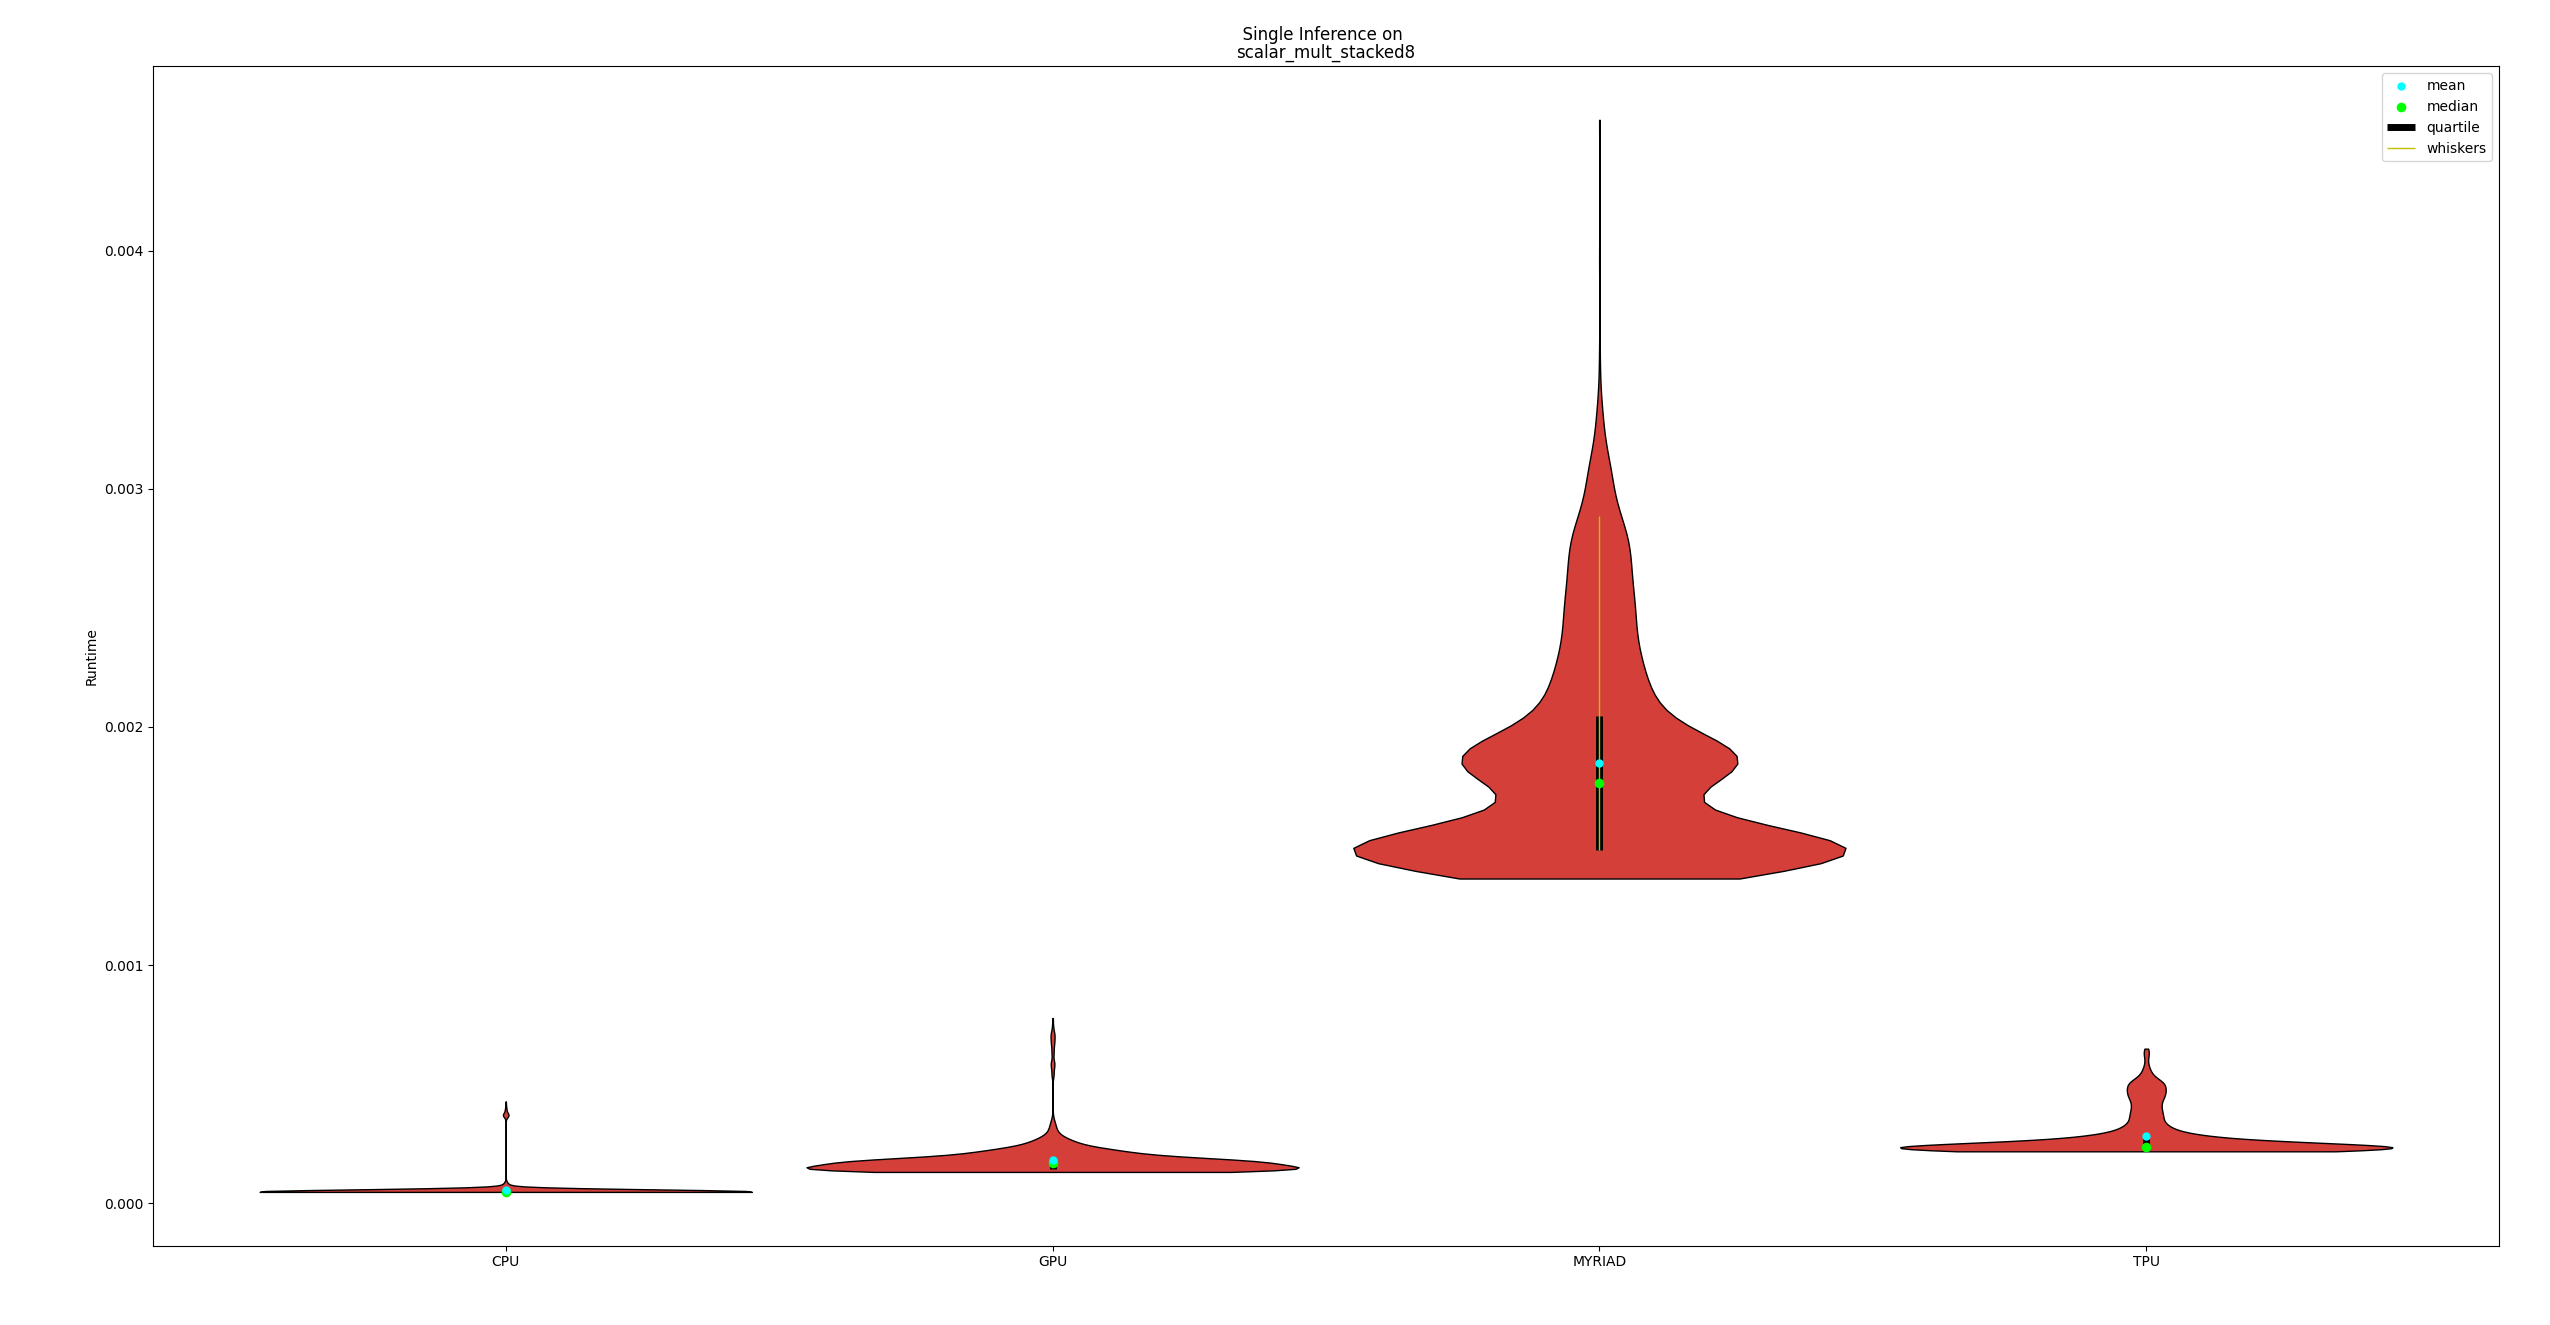 Single Inference on
scalar_mult_stacked8
mean
median
quartile
whiskers
0.004
0.003
0.002
0.001
0.000
Runtime
CPU
GPU
MYRIAD
TPU